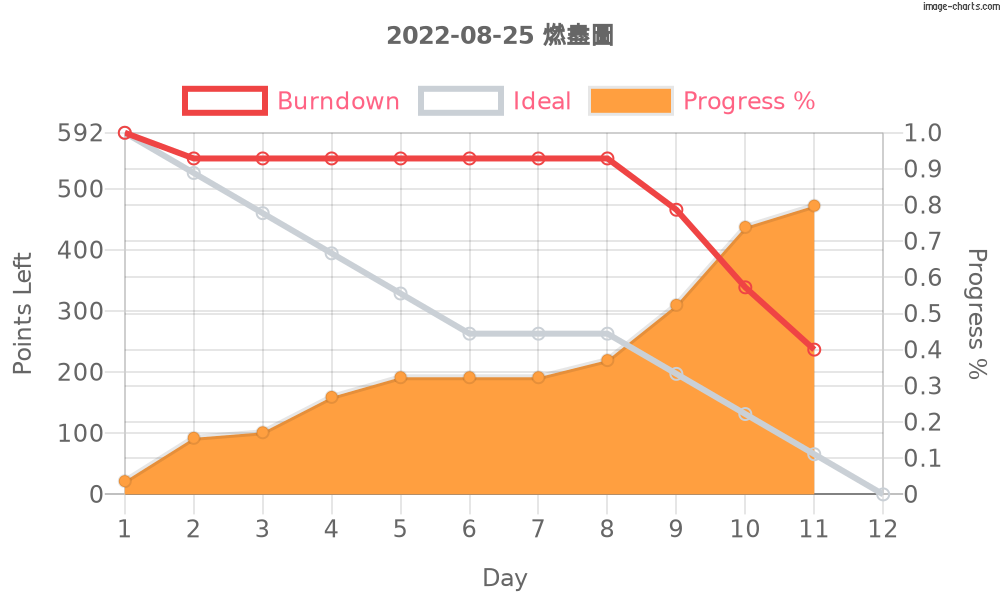 image-charts.com
2022-08-25 燃盡圖
Burndown Ideal Progress %
592 1.0
0.9
500
0.8
400 0.7
0.6
300 0.5
0.4
200
0.3
0.2
100
0.1
0 0
Points Left
Progress %
1 2 3 4 5 6 7 8 9 10 11 12
Day